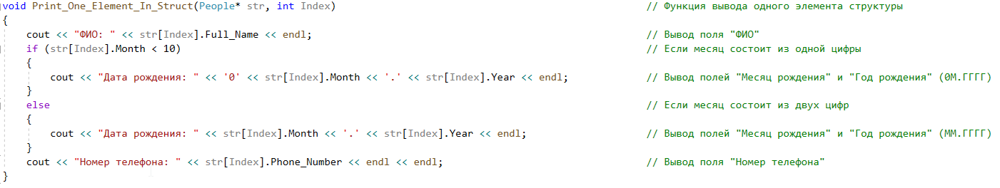 void Print_One_Element_In_Struct(People* str, int Index) // Функция вывода одного элемента структуры
{
    cout << "ФИО: " << str[Index].Full_Name << endl; // Вывод поля "ФИО"
    if (str[Index].Month < 10) // Если месяц состоит из одной цифры
    {
        cout << "Дата рождения: " << '0' << str[Index].Month << '.' << str[Index].Year << endl; // Вывод полей "Месяц рождения" и "Год рождения" (0М.ГГГГ)
    }
    else // Если месяц состоит из двух цифр
    {
        cout << "Дата рождения: " << str[Index].Month << '.' << str[Index].Year << endl; // Вывод полей "Месяц рождения" и "Год рождения" (ММ.ГГГГ)
    }
    cout << "Номер телефона: " << str[Index].Phone_Number << endl << endl; // Вывод поля "Номер телефона"
}